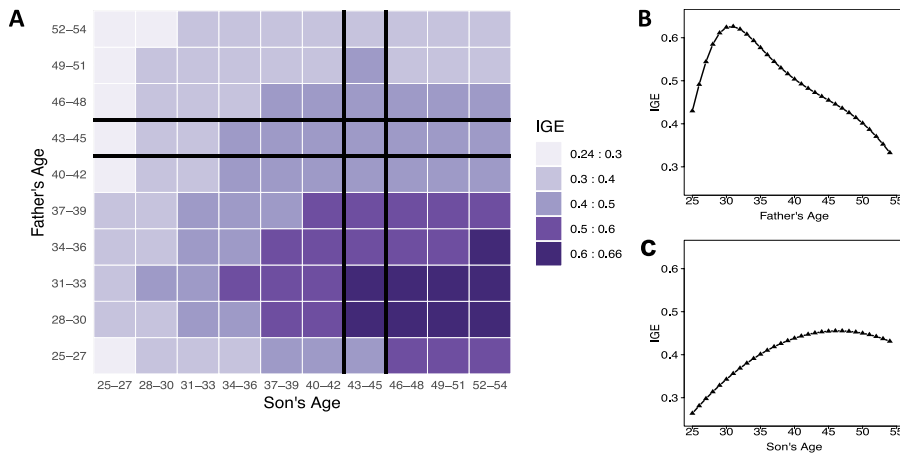 A
52–54
49–51
46–48
43–45
40–42
37–39
34–36
31–33
28–30
25–27
Father's Age
25–27 28–30 31–33 34–36 37–39 40–42 43–45 46–48 49–51 52–54
Son's Age
IGE
0.24 : 0.3
0.3 : 0.4
0.4 : 0.5
0.5 : 0.6
0.6 : 0.66
B
0.6
0.5
0.4
0.3
IGE
25 30 35 40 45 50 55
Father's Age
C
0.6
0.5
0.4
0.3
IGE
25 30 35 40 45 50 55
Son's Age